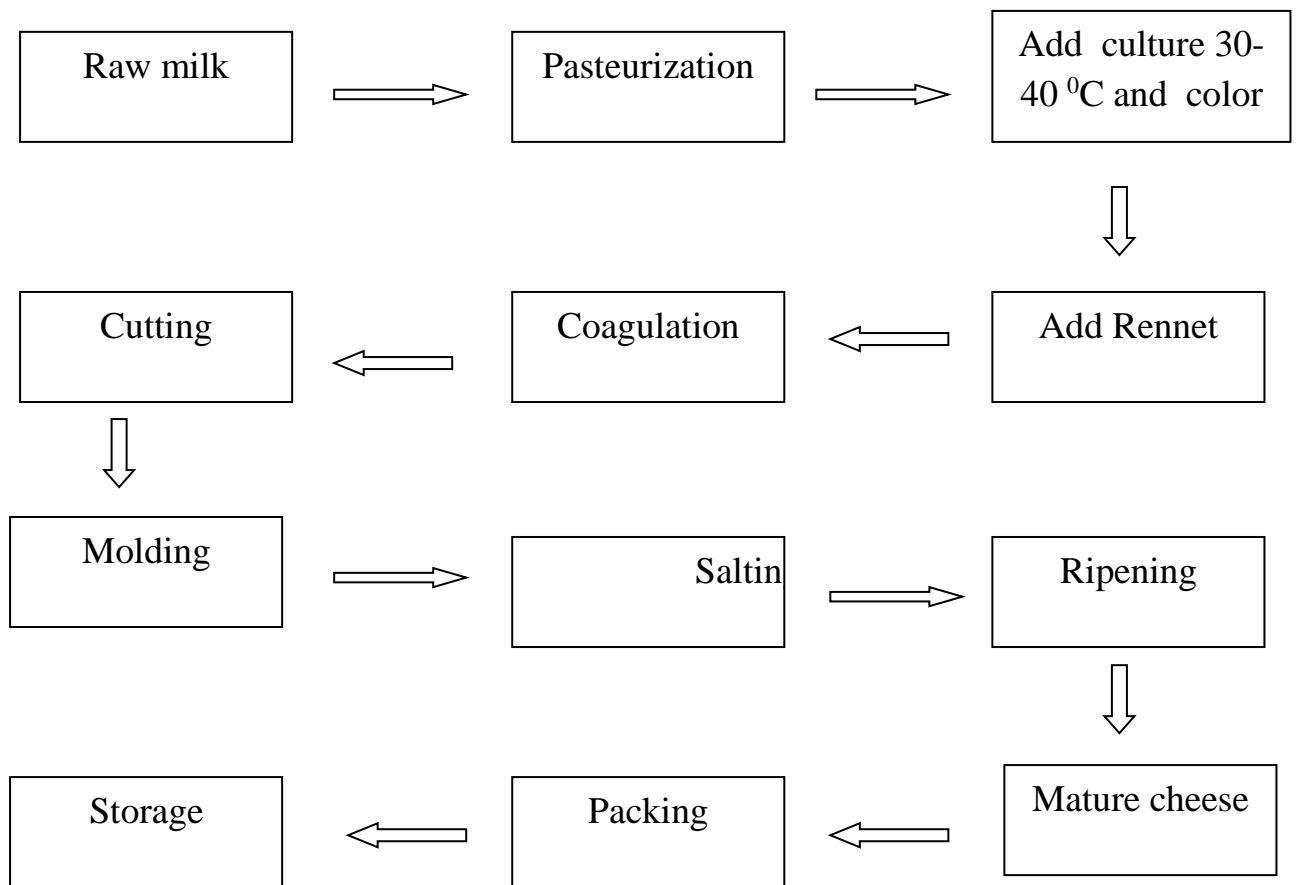 Raw milk
Pasteurization
Add culture 30-
40 ⁰C and color
Add Rennet
Coagulation
Cutting
Molding
Saltin
Ripening
Mature cheese
Packing
Storage